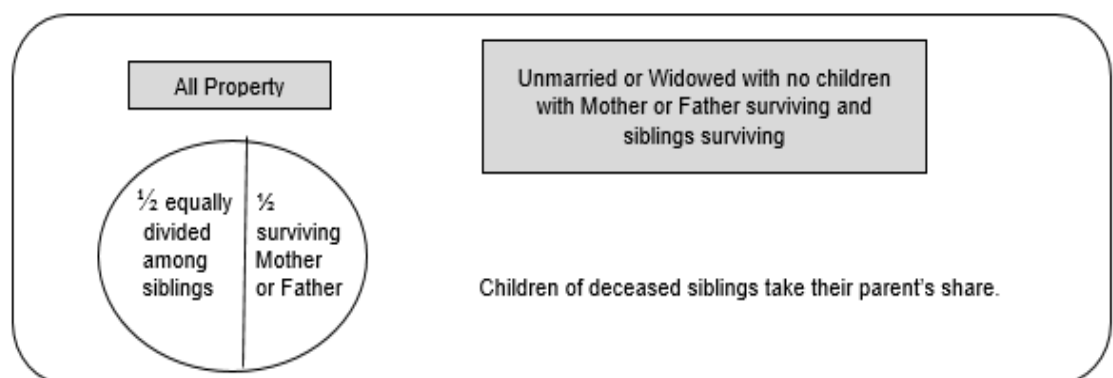 All Property
Unmarried or Widowed with no children
with Mother or Father surviving and
siblings surviving
½ equally
divided
among
siblings
½
surviving
Mother
or Father
Children of deceased siblings take their parent's share.